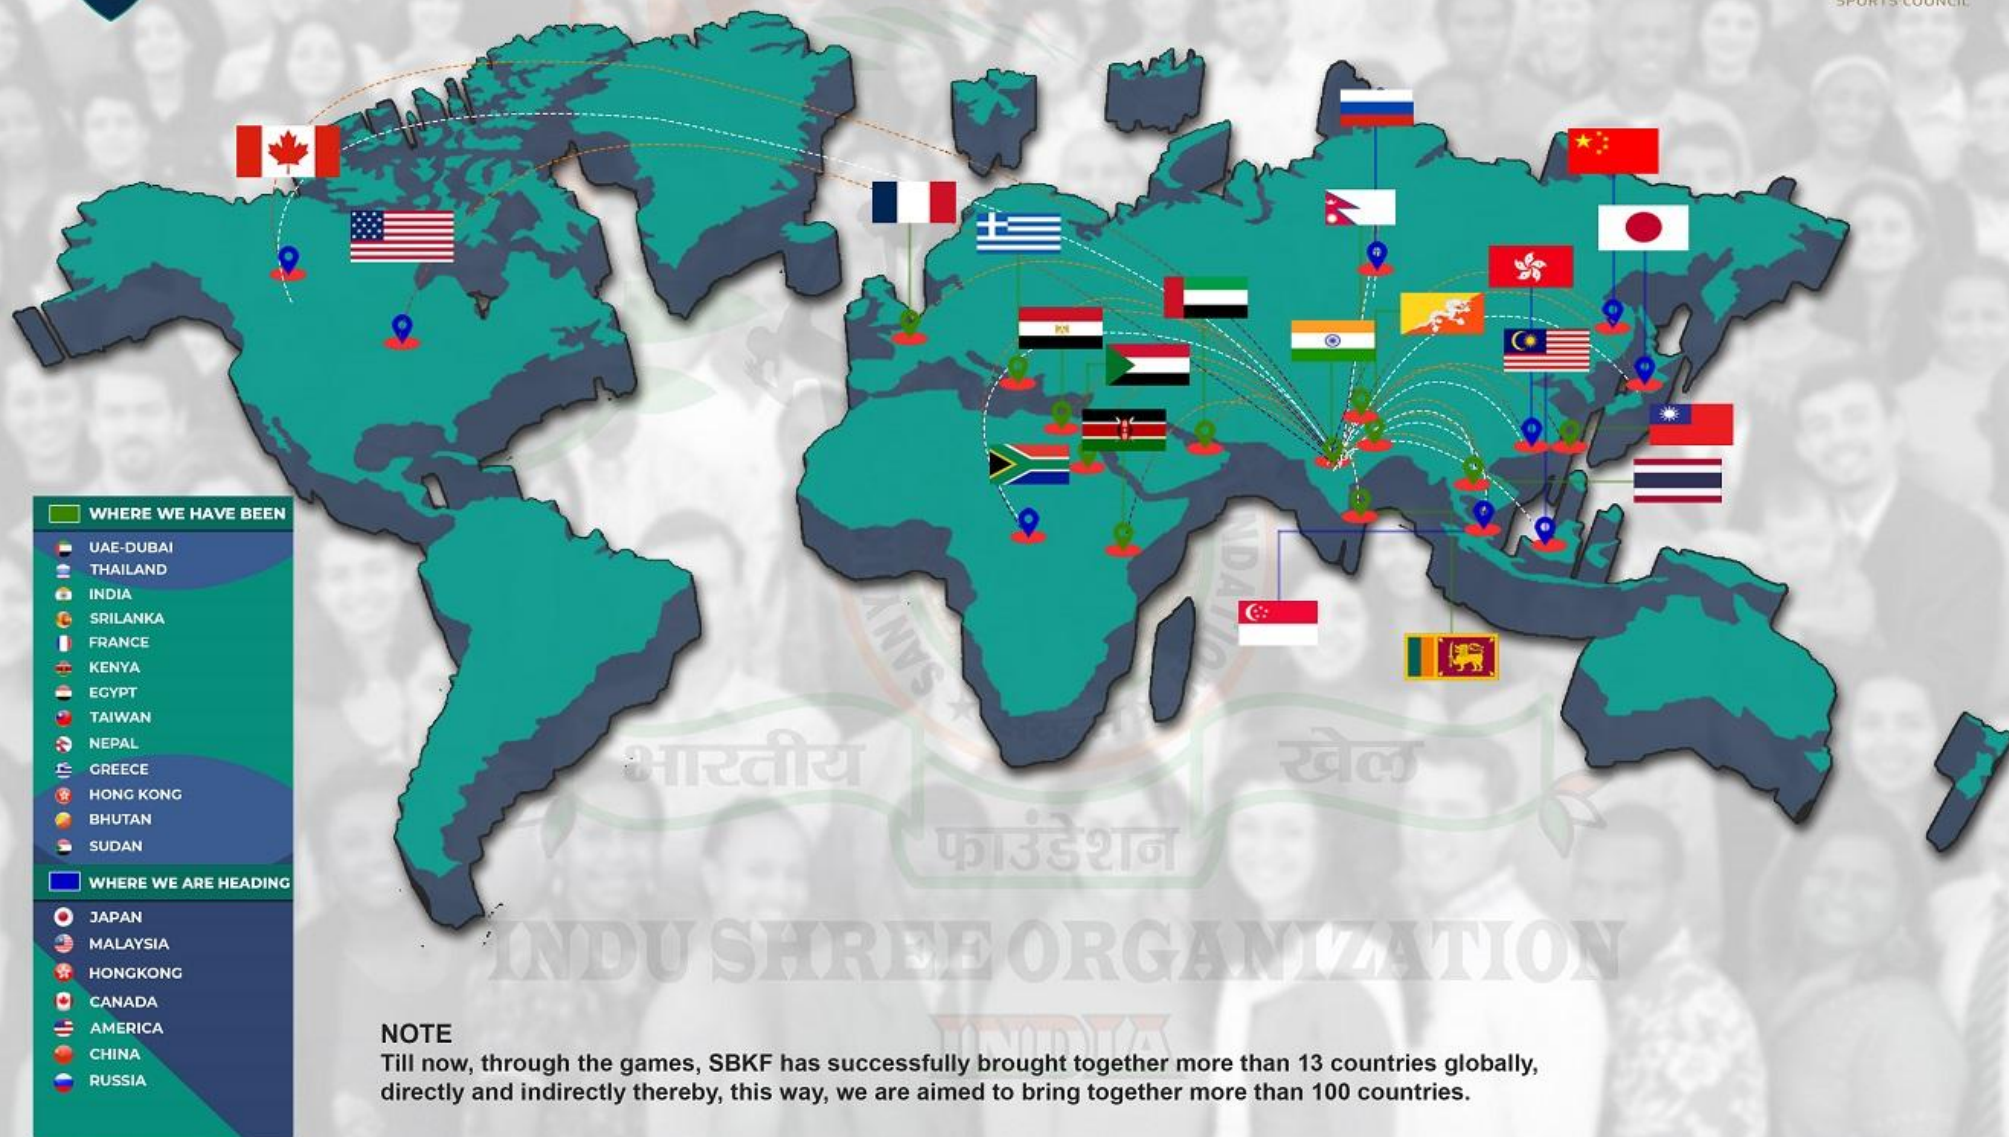 SPORTS COUNCIL
WHERE WE HAVE BEEN
UAE-DUBAI
THAILAND
INDIA
SRILANKA
FRANCE
KENYA
EGYPT
TAIWAN
NEPAL
GREECE
HONG KONG
BHUTAN
SUDAN
WHERE WE ARE HEADING
JAPAN
MALAYSIA
HONGKONG
CANADA
AMERICA
CHINA
RUSSIA
भारतीय
खेल
फाउंडेशन
INDU SHREE ORGANIZATION
INDIA
NOTE
Till now, through the games, SBKF has successfully brought together more than 13 countries globally,
directly and indirectly thereby, this way, we are aimed to bring together more than 100 countries.